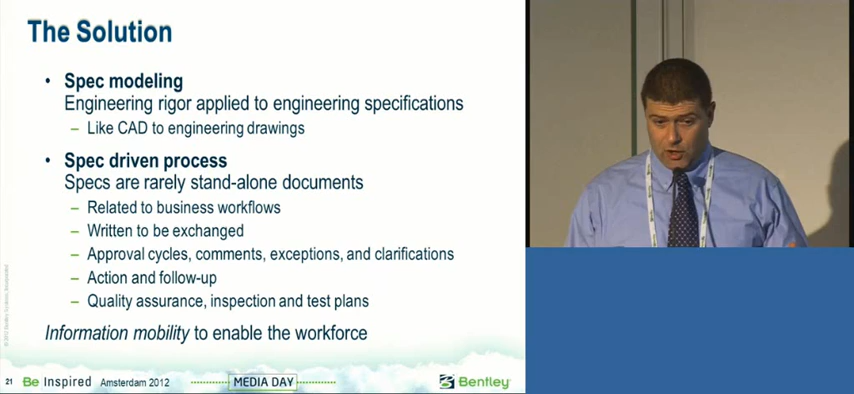 The Solution
• Spec modeling
Engineering rigor applied to engineering specifications
– Like CAD to engineering drawings
• Spec driven process
Specs are rarely stand-alone documents
– Related to business workflows
– Written to be exchanged
– Approval cycles, comments, exceptions, and clarifications
– Action and follow-up
– Quality assurance, inspection and test plans
Information mobility to enable the workforce
21 Be Inspired Amsterdam 2012 MEDIA DAY Bentley